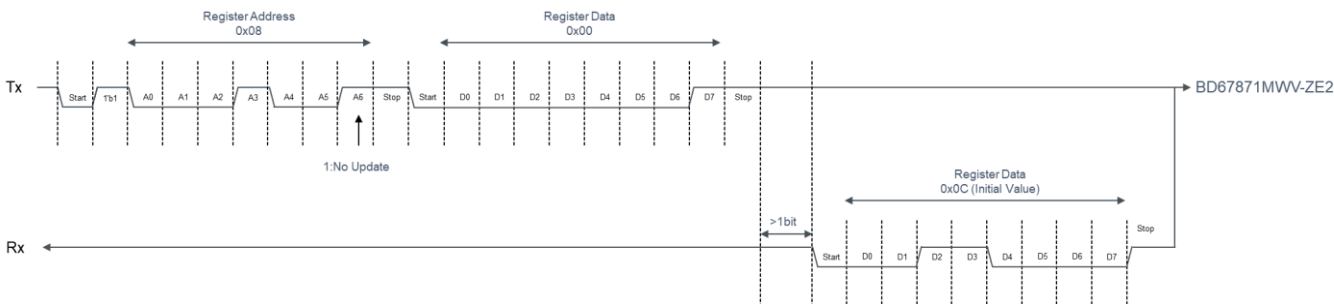 Register Address
0x08
Register Data
0x00
Tx
Start 1'b1 A0 A1 A2 A3 A4 A5 A6 Stop Start D0 D1 D2 D3 D4 D5 D6 D7 Stop
BD67871MWV-ZE2
1:No Update
Register Data
0x0C (Initial Value)
>1bit
Stop
Rx
Start D0 D1 D2 D3 D4 D5 D6 D7